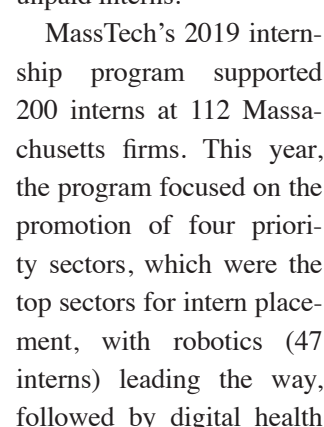 unpaid interns.
MassTech’s 2019 intern-
ship program supported
200 interns at 112 Massa-
chusetts firms. This year,
the program focused on the
promotion of four priori-
ty sectors, which were the
top sectors for intern place-
ment, with robotics (47
interns) leading the way,
followed by digital health